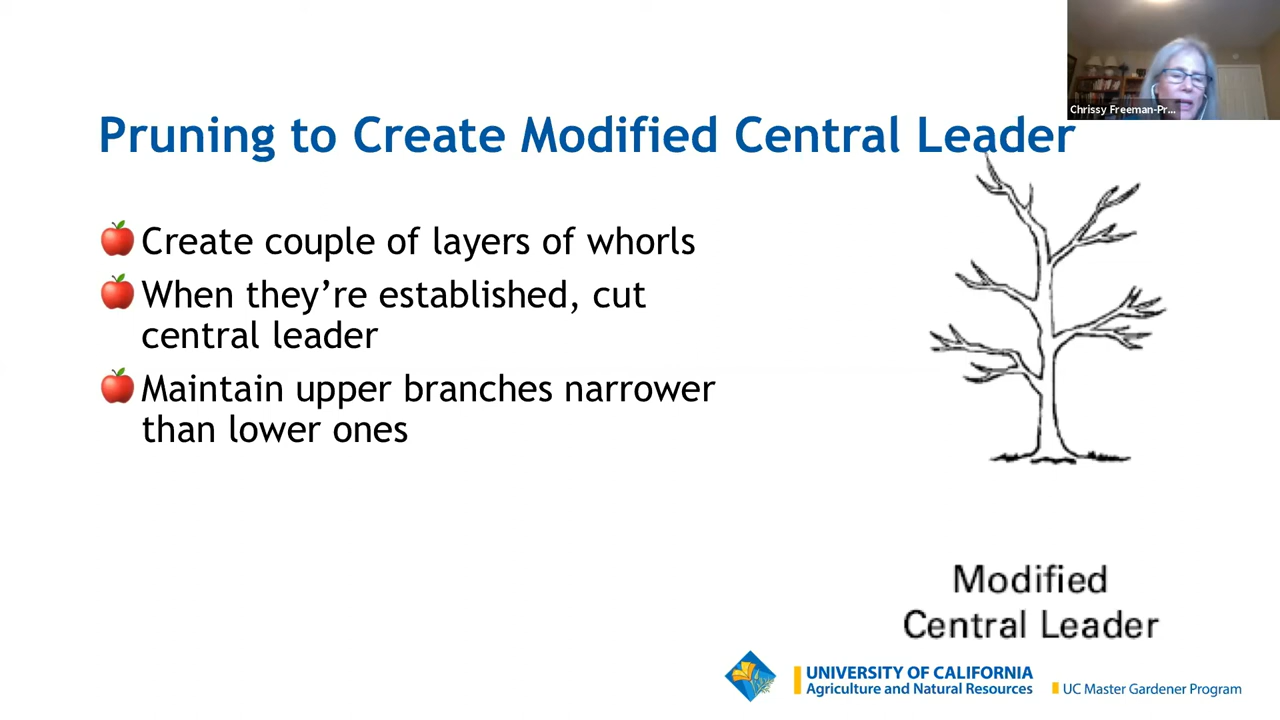 Chrissy Freeman-Pr...
Pruning to Create Modified Central Leader
Create couple of layers of whorls
When they’re established, cut
central leader
Maintain upper branches narrower
than lower ones
Modified
Central Leader
UNIVERSITY OF CALIFORNIA
Agriculture and Natural Resources
UC Master Gardener Program